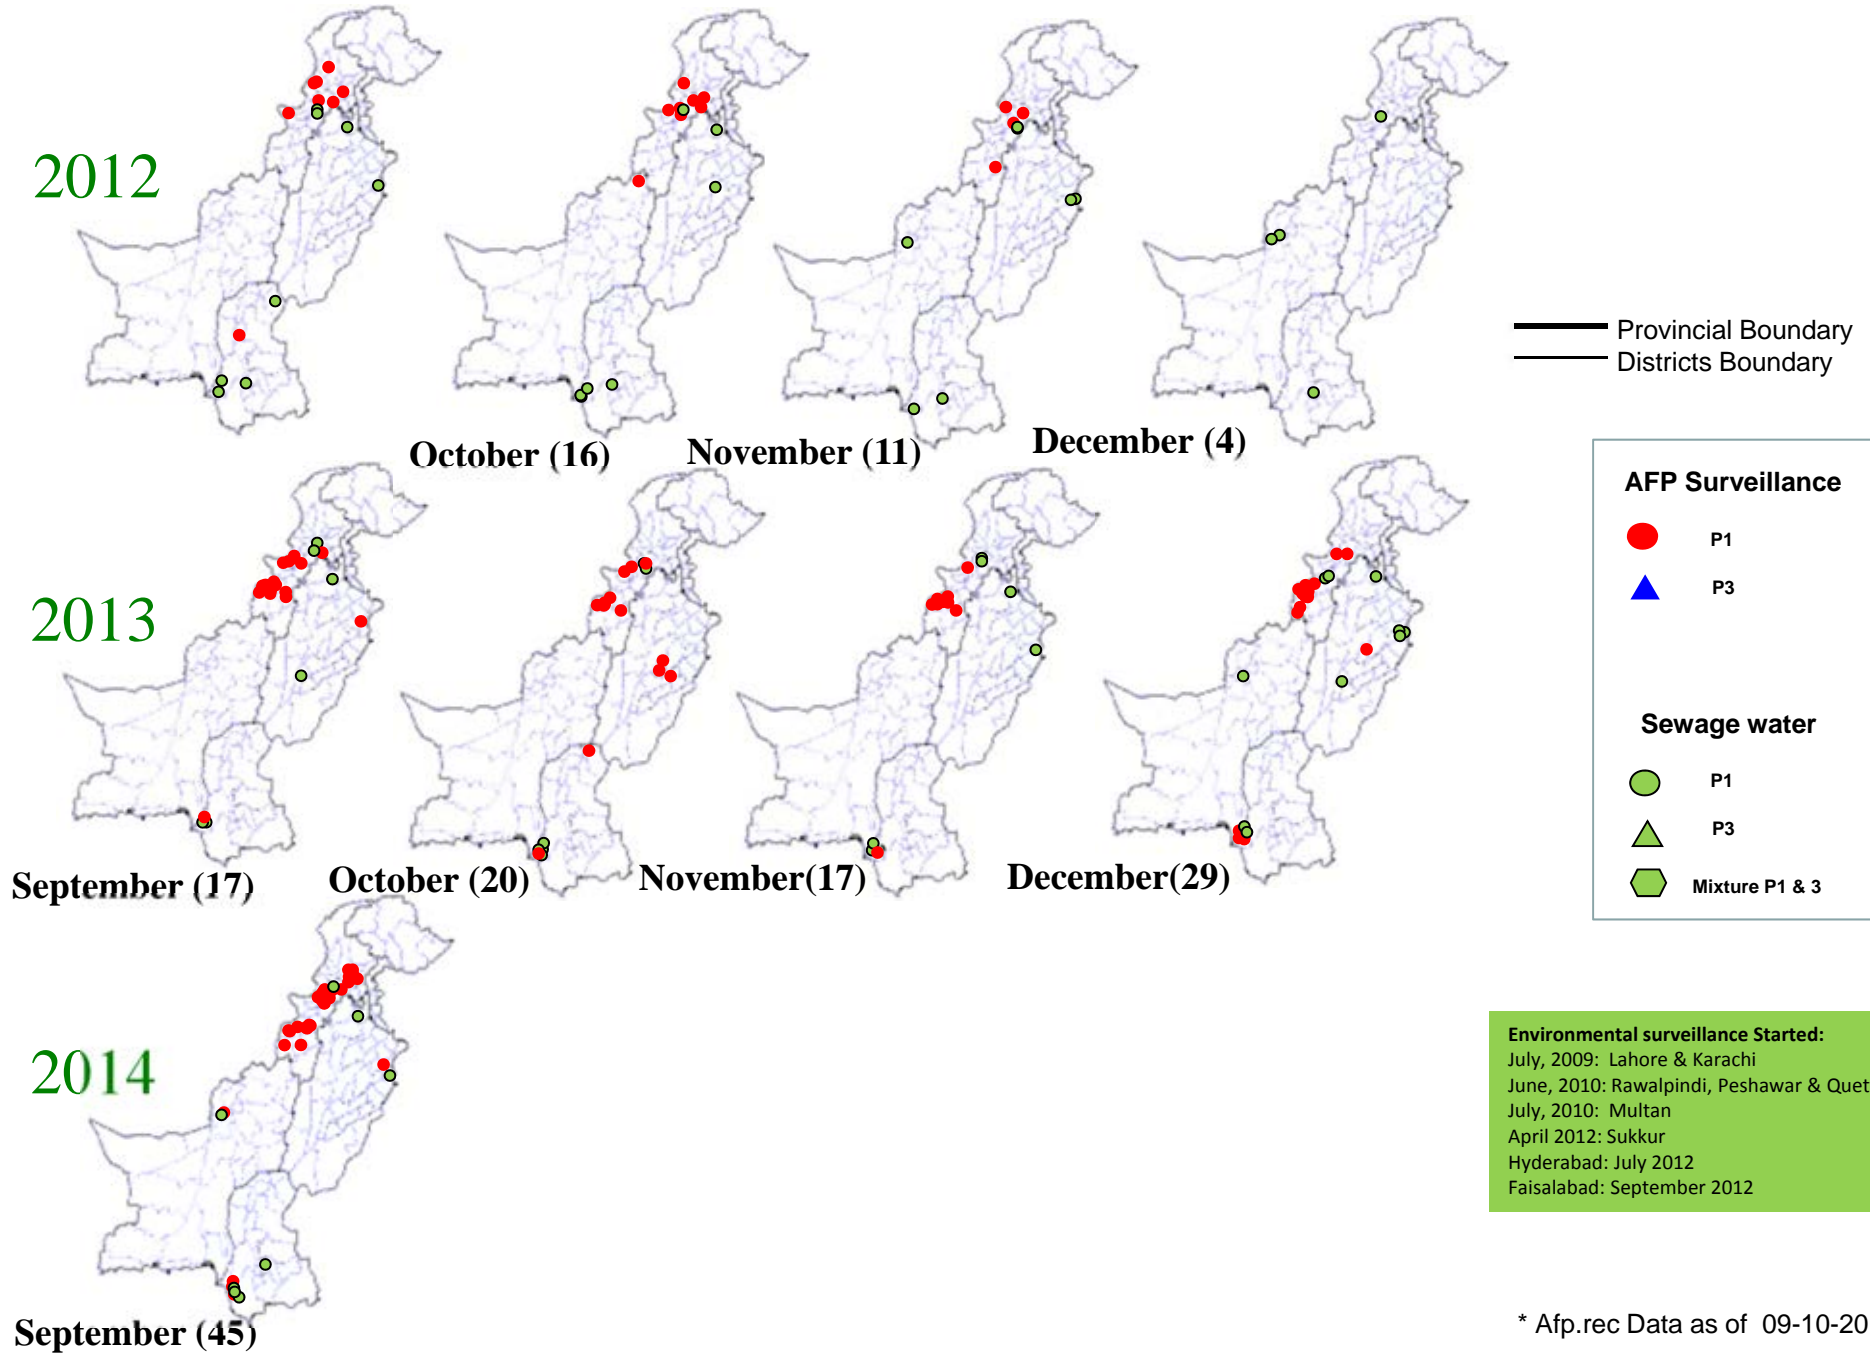 2012
Provincial Boundary
Districts Boundary
October (16)
November (11)
December (4)
AFP Surveillance
P1
P3
2013
Sewage water
P1
P3
Mixture P1 & 3
September (17)
October (20)
November(17)
December(29)
2014
Environmental surveillance Started:
July, 2009: Lahore & Karachi
June, 2010: Rawalpindi, Peshawar & Quet
July, 2010: Multan
April 2012: Sukkur
Hyderabad: July 2012
Faisalabad: September 2012
September (45)
* Afp.rec Data as of 09-10-20